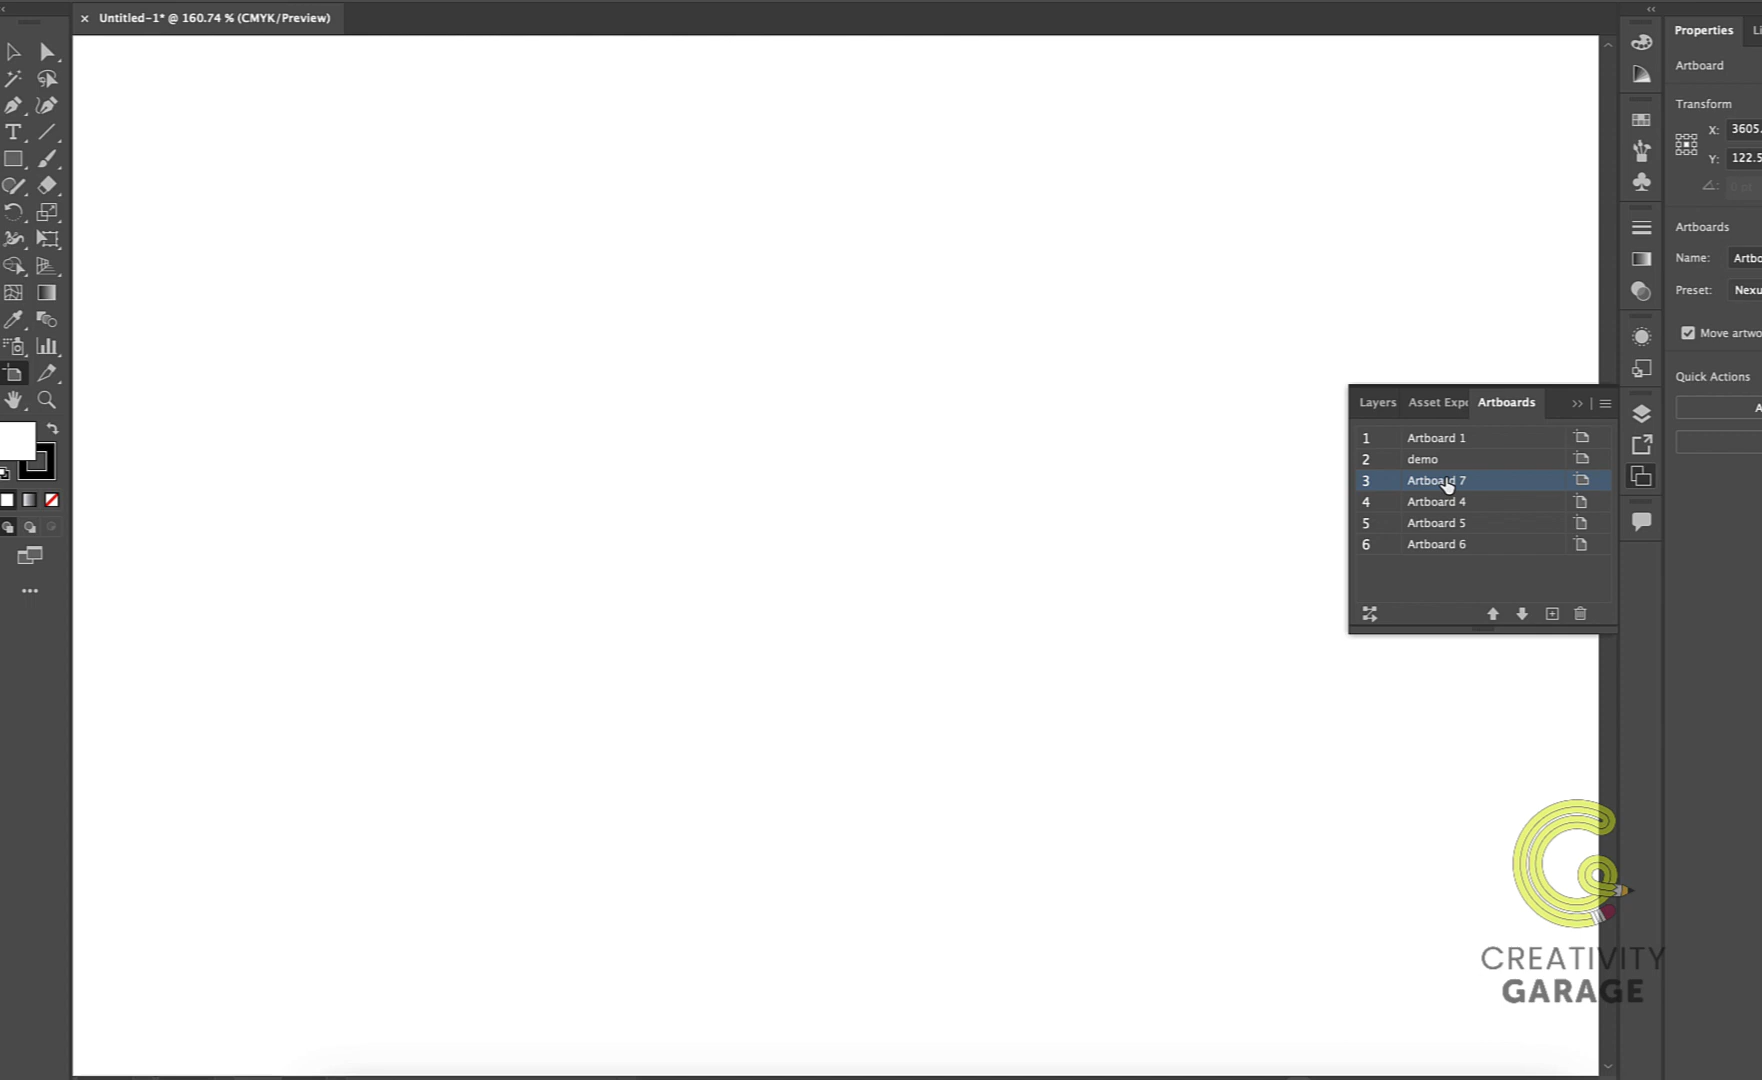 Untitled-1* @ 160.74 % (CMYK/Preview)
Properties
Artboard
Transform
X: 3605.
Y: 122.5
0 pt
Artboards
Name: Artbo
Preset: Nexu
Move artwo
Quick Actions
Layers Asset Expo Artboards
1 Artboard 1
2 demo
3 Artboard 7
4 Artboard 4
5 Artboard 5
6 Artboard 6
CREATIVITY
GARAGE